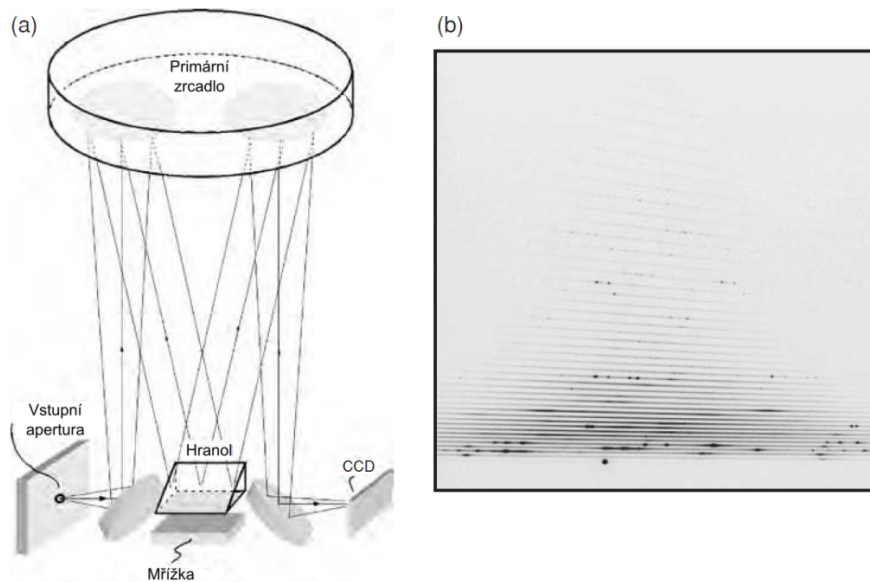 (a)
Primární
zrcadlo
Vstupní
apertura
Hranol
CCD
Mřížka
(b)